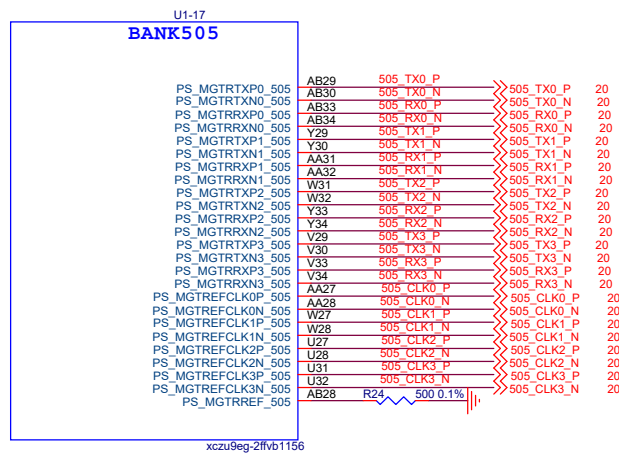 U1-17
BANK505
PS_MGTRTXP0_505 AB29 505_TX0_P 505_TX0_P 20
PS_MGTRTXN0_505 AB30 505_TX0_N 505_TX0_N 20
PS_MGTRRXP0_505 AB33 505_RX0_P 505_RX0_P 20
PS_MGTRRXN0_505 AB34 505_RX0_N 505_RX0_N 20
PS_MGTRTXP1_505 Y29 505_TX1_P 505_TX1_P 20
PS_MGTRTXN1_505 Y30 505_TX1_N 505_TX1_N 20
PS_MGTRRXP1_505 AA31 505_RX1_P 505_RX1_P 20
PS_MGTRRXN1_505 AA32 505_RX1_N 505_RX1_N 20
PS_MGTRTXP2_505 W31 505_TX2_P 505_TX2_P 20
PS_MGTRTXN2_505 W32 505_TX2_N 505_TX2_N 20
PS_MGTRRXP2_505 Y33 505_RX2_P 505_RX2_P 20
PS_MGTRRXN2_505 Y34 505_RX2_N 505_RX2_N 20
PS_MGTRTXP3_505 V29 505_TX3_P 505_TX3_P 20
PS_MGTRTXN3_505 V30 505_TX3_N 505_TX3_N 20
PS_MGTRRXP3_505 V33 505_RX3_P 505_RX3_P 20
PS_MGTRRXN3_505 V34 505_RX3_N 505_RX3_N 20
PS_MGTREFCLK0P_505 AA27 505_CLK0_P 505_CLK0_P 20
PS_MGTREFCLK0N_505 AA28 505_CLK0_N 505_CLK0_N 20
PS_MGTREFCLK1P_505 W27 505_CLK1_P 505_CLK1_P 20
PS_MGTREFCLK1N_505 W28 505_CLK1_N 505_CLK1_N 20
PS_MGTREFCLK2P_505 U27 505_CLK2_P 505_CLK2_P 20
PS_MGTREFCLK2N_505 U28 505_CLK2_N 505_CLK2_N 20
PS_MGTREFCLK3P_505 U31 505_CLK3_P 505_CLK3_P 20
PS_MGTREFCLK3N_505 U32 505_CLK3_N 505_CLK3_N 20
PS_MGTRREF_505 AB28 R24 500 0.1%
xczu9eg-2ffvb1156